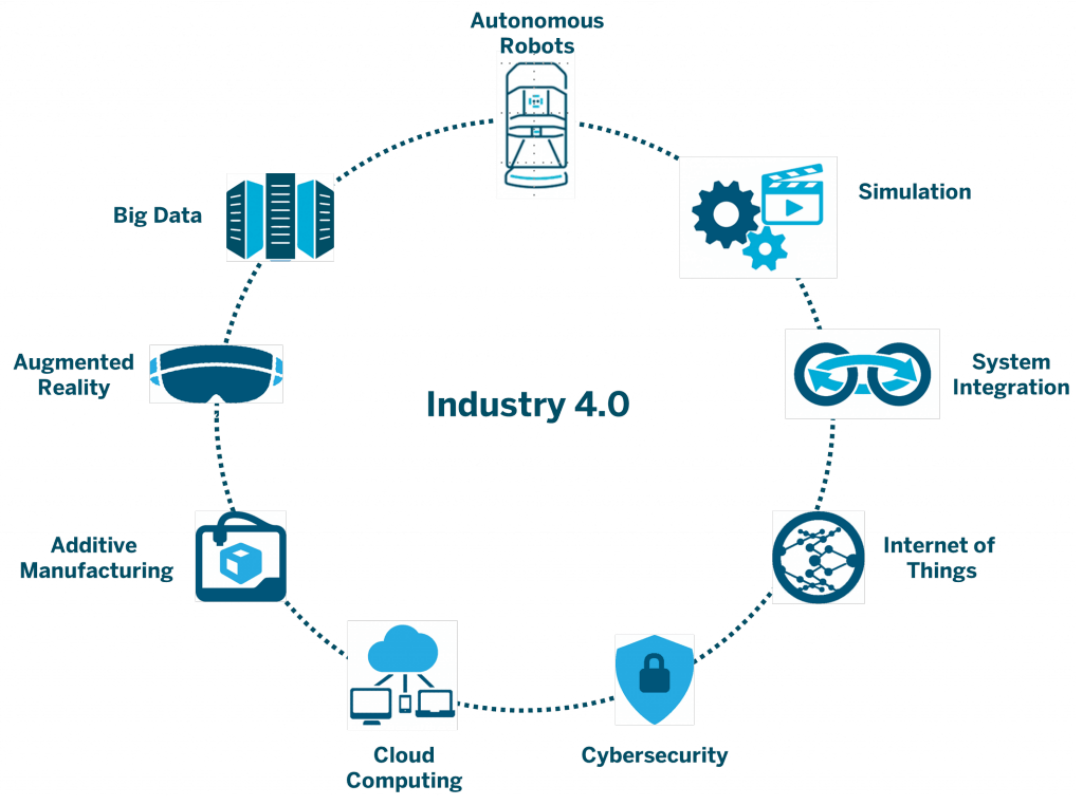 Autonomous
Robots
Simulation
Big Data
System
Integration
Augmented
Reality
Industry 4.0
Internet of
Things
Additive
Manufacturing
Cybersecurity
Cloud
Computing